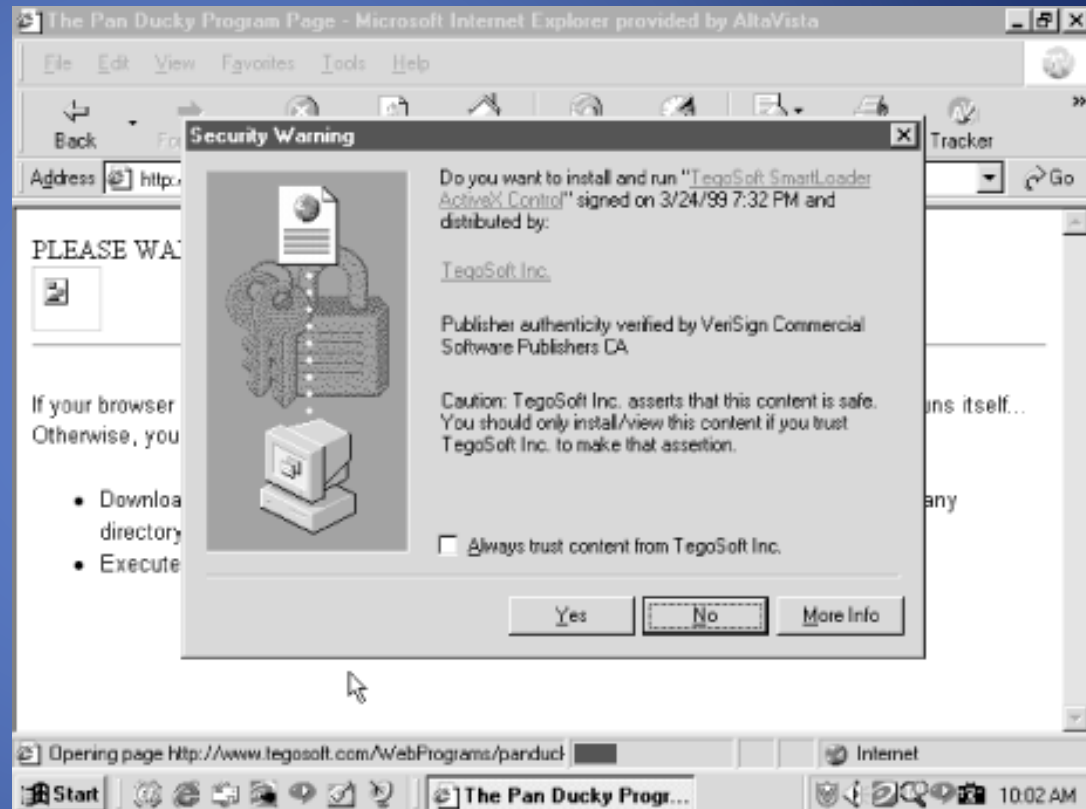 The Pan Ducky Program Page - Microsoft Internet Explorer provided by AltaVista
File Edit View Favorites Tools Help
Back
Tracker
Address http:
Go
Security Warning
Do you want to install and run "TegoSoft SmartLoader
ActiveX Control" signed on 3/24/99 7:32 PM and
distributed by:
TegoSoft Inc.
Publisher authenticity verified by VeriSign Commercial
Software Publishers CA
Caution: TegoSoft Inc. asserts that this content is safe.
You should only install/view this content if you trust
TegoSoft Inc. to make that assertion.
Always trust content from TegoSoft Inc.
Yes No More Info
PLEASE WA
If your browser
uns itself...
Otherwise, you
• Downloa
any
directory
• Execute
Opening page http://www.tegosoft.com/WebPrograms/panduck
Internet
Start
The Pan Ducky Progr...
10:02 AM